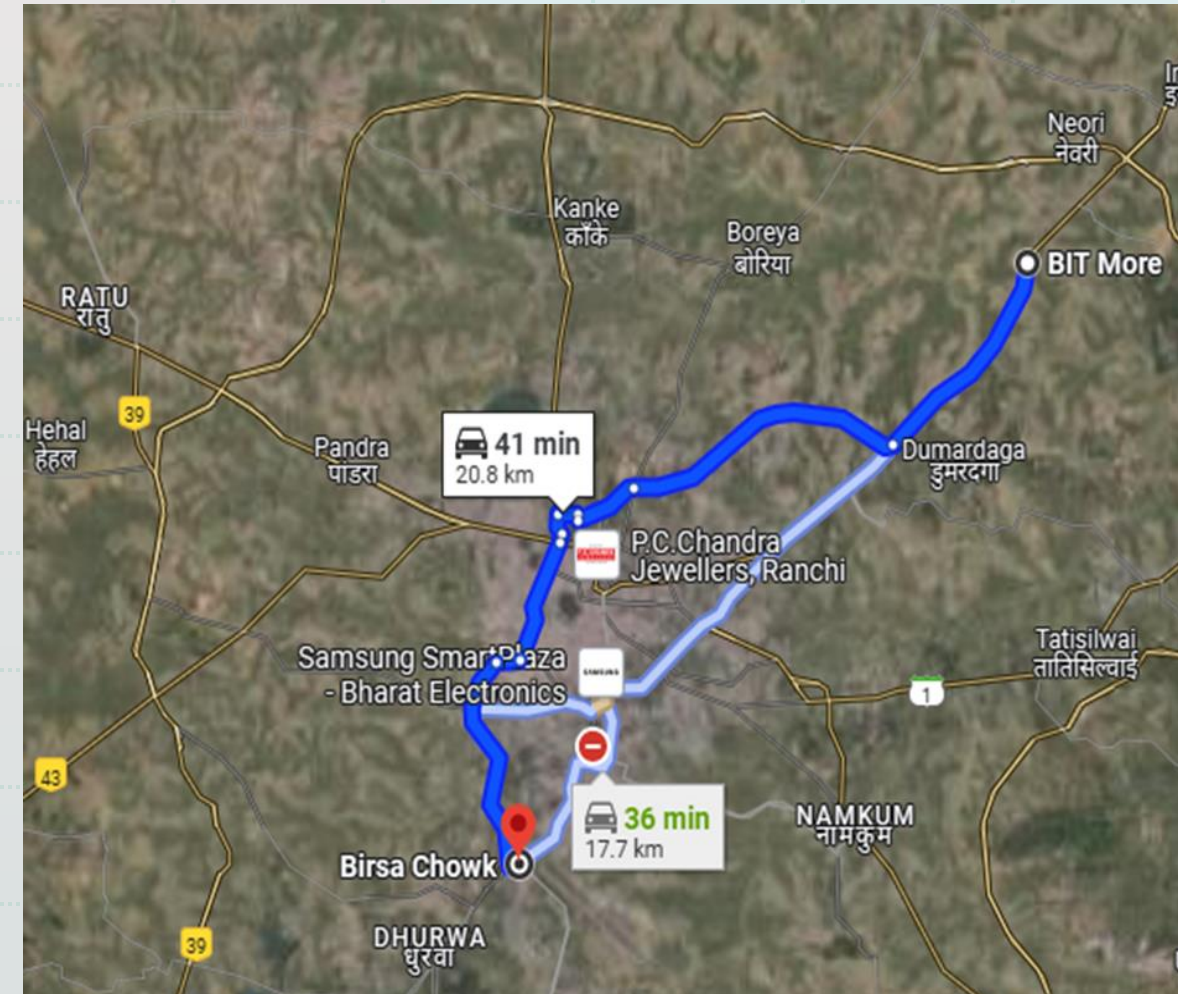 Neori
नेवरी
Kanke
काँके
Boreya
बोरिया
BIT More
RATU
रातु
39
Hehal
हेहल
Pandra
पांडरा
41 min
20.8 km
Dumardaga
डुमरदगा
P.C.Chandra
Jewellers, Ranchi
Samsung SmartPlaza
- Bharat Electronics
SAMSUNG
Tatisilwai
तातिसिल्वाई
1
43
36 min
17.7 km
NAMKUM
नामकुम
Birsa Chowk
39
DHURWA
धुरवा